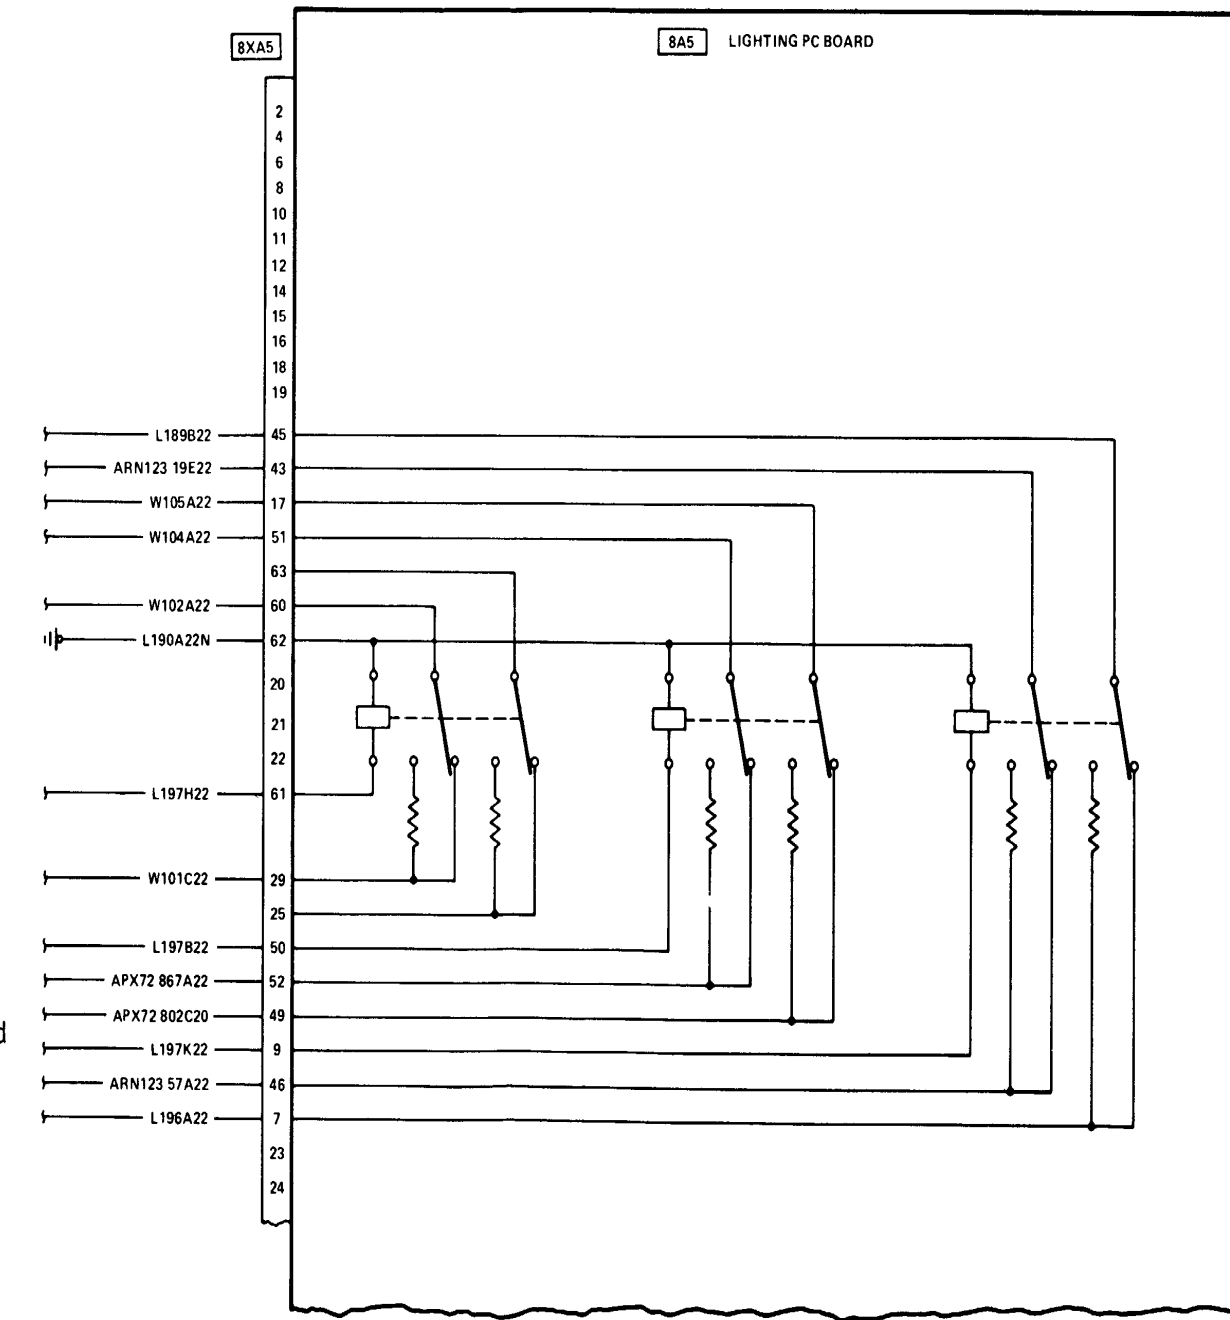 8XA5
8A5 LIGHTING PC BOARD
2
4
6
8
10
11
12
14
15
16
18
19
L189B22 45
ARN123 19E22 43
W105A22 17
W104A22 51
63
W102A22 60
L190A22N 62
20
21
22
L197H22 61
W101C22 29
25
L197B22 50
APX72 867A22 52
APX72 802C20 49
d
L197K22 9
ARN123 57A22 46
L196A22 7
23
24